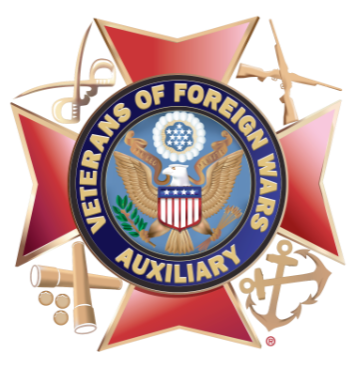 VETERANS OF FOREIGN WARS
AUXILIARY
®